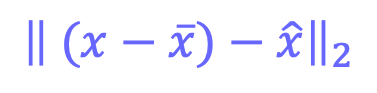 ‖ (x − x̄) − x̂‖₂